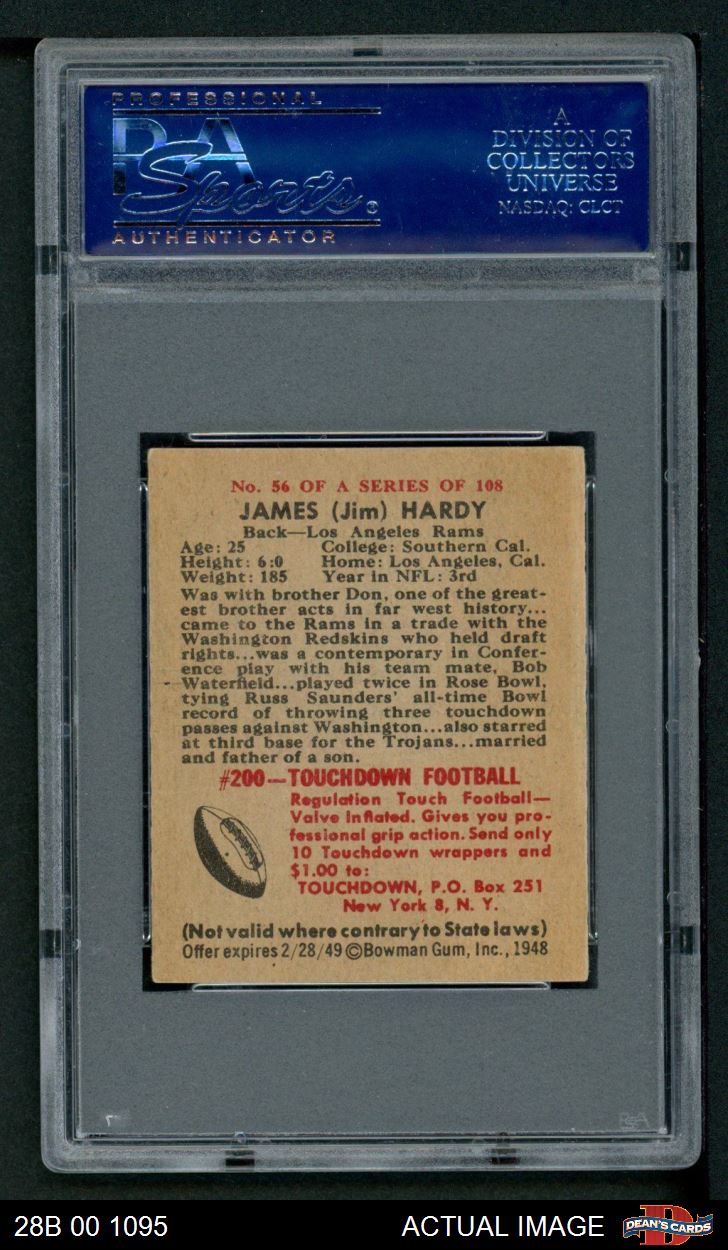 PROFESSIONAL
PSA
Sports®
AUTHENTICATOR
A
DIVISION OF
COLLECTORS
UNIVERSE
NASDAQ: CLCT
No. 56 OF A SERIES OF 108
JAMES (Jim) HARDY
Back—Los Angeles Rams
Age: 25 College: Southern Cal.
Height: 6:0 Home: Los Angeles, Cal.
Weight: 185 Year in NFL: 3rd
Was with brother Don, one of the great-
est brother acts in far west history...
came to the Rams in a trade with the
Washington Redskins who held draft
rights...was a contemporary in Confer-
ence play with his team mate, Bob
Waterfield...played twice in Rose Bowl,
tying Russ Saunders' all-time Bowl
record of throwing three touchdown
passes against Washington...also starred
at third base for the Trojans...married
and father of a son.
#200—TOUCHDOWN FOOTBALL
Regulation Touch Football—
Valve Inflated. Gives you pro-
fessional grip action. Send only
10 Touchdown wrappers and
$1.00 to:
TOUCHDOWN, P.O. Box 251
New York 8, N. Y.
(Not valid where contrary to State laws)
Offer expires 2/28/49 ©Bowman Gum, Inc., 1948
28B 00 1095
ACTUAL IMAGE
DEAN'S CARDS